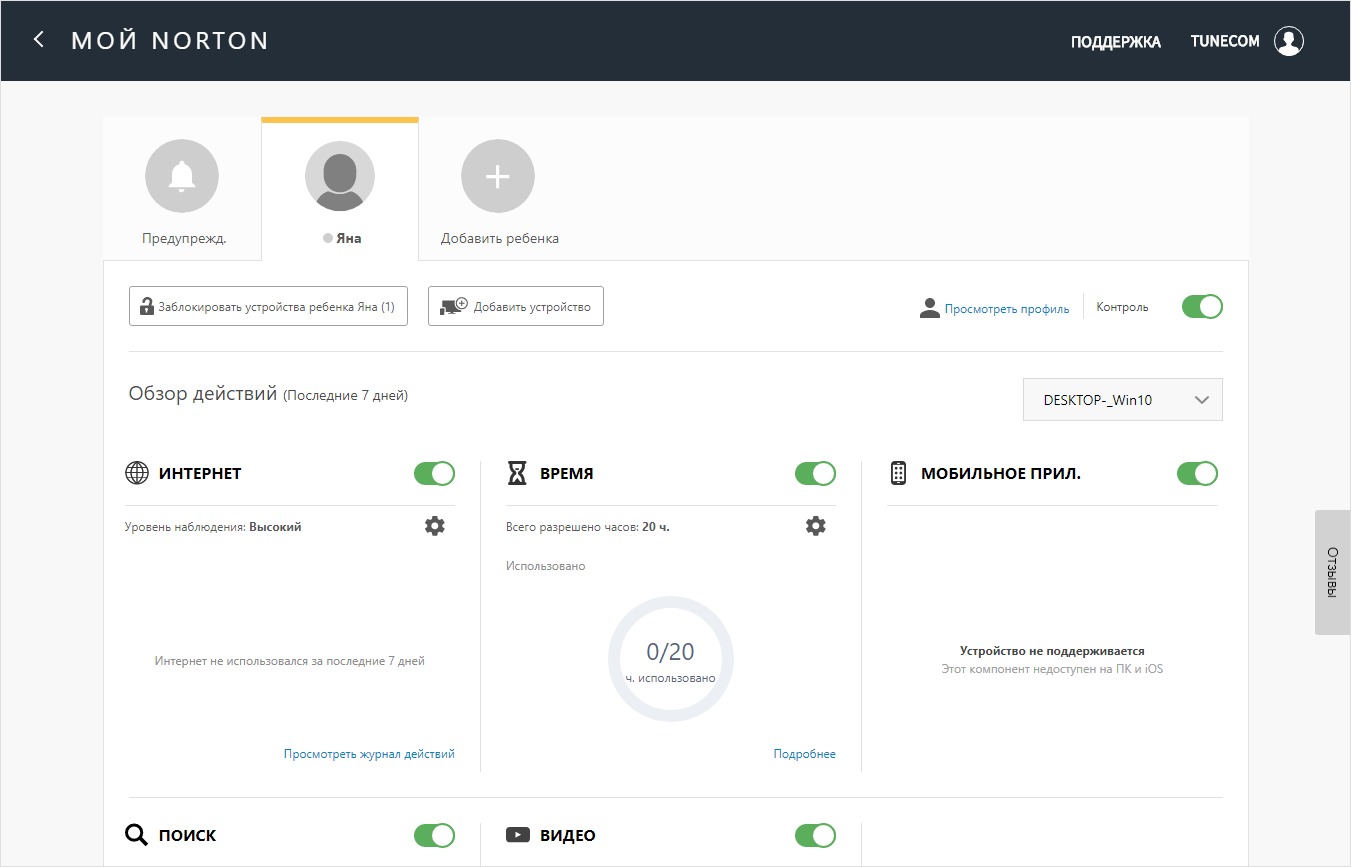 МОЙ NORTON
ПОДДЕРЖКА
TUNECOM
Предупрежд.
Яна
Добавить ребенка
Заблокировать устройства ребенка Яна (1)
Добавить устройство
Просмотреть профиль
Контроль
Обзор действий (Последние 7 дней)
DESKTOP-_Win10
ИНТЕРНЕТ
Уровень наблюдения: Высокий
Интернет не использовался за последние 7 дней
Просмотреть журнал действий
ВРЕМЯ
Всего разрешено часов: 20 ч.
Использовано
0/20
ч. использовано
Подробнее
МОБИЛЬНОЕ ПРИЛ.
Устройство не поддерживается
Этот компонент недоступен на ПК и iOS
Отзывы
ПОИСК
ВИДЕО